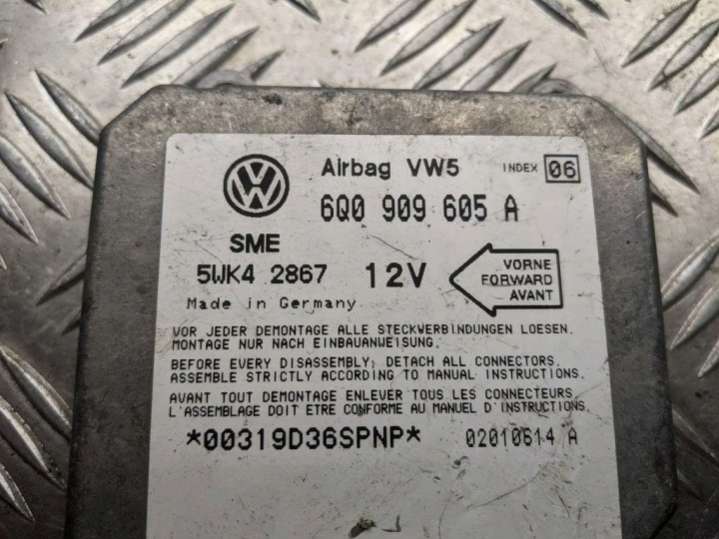 Airbag VW5 INDEX 06
6Q0 909 605 A
SME
5WK4 2867 12V
VORNE
FORWARD
AVANT
Made in Germany
VOR JEDER DEMONTAGE ALLE STECKWERBINDUNGEN LOESEN.
MONTAGE NUR NACH EINBAUANWEISUNG.
BEFORE EVERY DISASSEMBLY, DETACH ALL CONNECTORS.
ASSEMBLE STRICTLY ACCORDING TO MANUAL INSTRUCTIONS.
AVANT TOUT DEMONTAGE ENLEVER TOUS LES CONNECTEURS.
L'ASSEMBLAGE DOIT ETRE CONFORME AU MANUEL D'INSTRUCTIONS.
*00319D36SPNP* 02010614 A